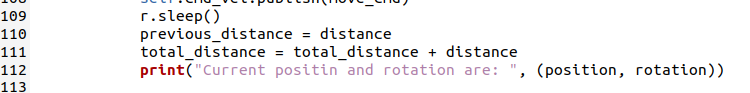 109 r.sleep()
110 previous_distance = distance
111 total_distance = total_distance + distance
112 print("Current positin and rotation are: ", (position, rotation))
113